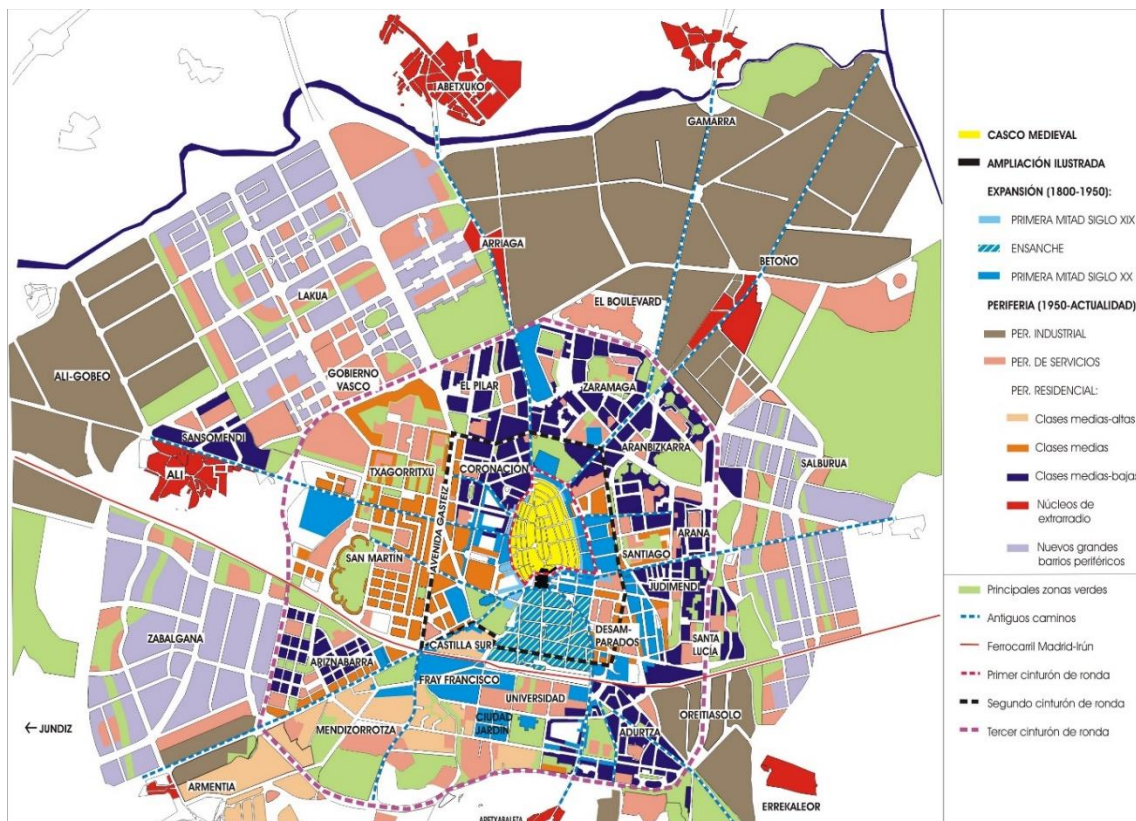 ABETXUKO
GAMARRA
ARRIAGA
BETOÑO
LAKUA
EL BOULEVARD
ALI-GOBEO
GOBIERNO
VASCO
EL PILAR
ZARAMAGA
SANSOMENDI
ALI
TXAGORRITXU
CORONACION
ARANBIZKARRA
SALBURUA
AVENIDA GASTEIZ
SAN MARTÍN
SANTIAGO
ARANA
JUDIMENDI
ZABALGANA
ARIZNABARRA
CASTILLA SUR
DESAM-
PARADOS
SANTA
LUCÍA
FRAY FRANCISCO
UNIVERSIDAD
CIUDAD
JARDIN
MENDIZORROTZA
ADURTZA
OREITIASOLO
← JUNDIZ
ARMENTIA
ERREKALEOR
CASCO MEDIEVAL
AMPLIACIÓN ILUSTRADA
EXPANSIÓN (1800-1950):
PRIMERA MITAD SIGLO XIX
ENSANCHE
PRIMERA MITAD SIGLO XX
PERIFERIA (1950-ACTUALIDAD)
PER. INDUSTRIAL
PER. DE SERVICIOS
PER. RESIDENCIAL:
Clases medias-altas
Clases medias
Clases medias-bajas
Núcleos de
extrarradio
Nuevos grandes
barrios periféricos
Principales zonas verdes
Antiguos caminos
Ferrocarril Madrid-Irún
Primer cinturón de ronda
Segundo cinturón de ronda
Tercer cinturón de ronda